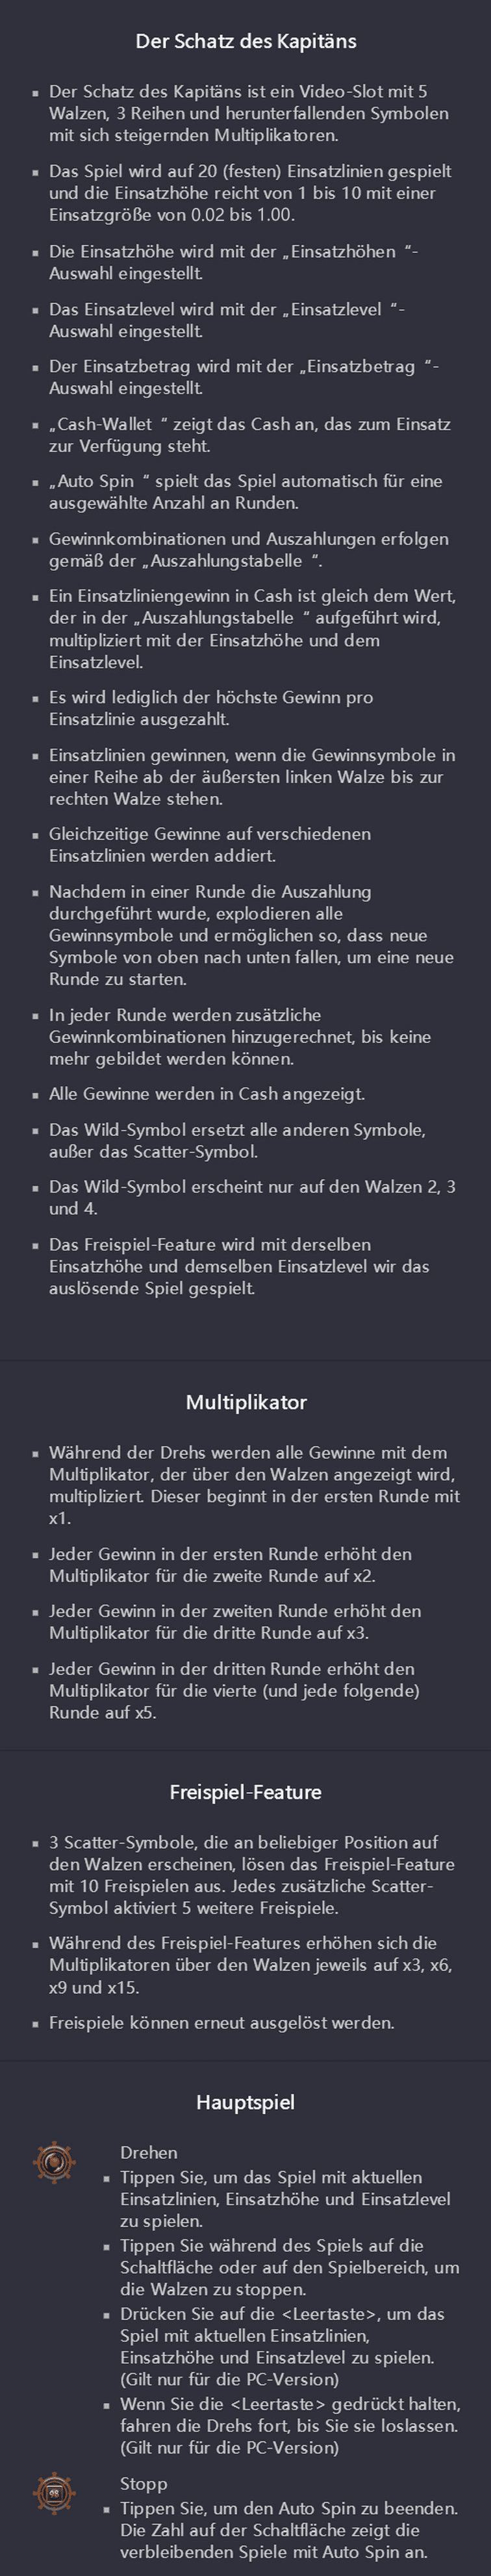 Der Schatz des Kapitäns
▪ Der Schatz des Kapitäns ist ein Video-Slot mit 5
Walzen, 3 Reihen und herunterfallenden Symbolen
mit sich steigernden Multiplikatoren.
▪ Das Spiel wird auf 20 (festen) Einsatzlinien gespielt
und die Einsatzhöhe reicht von 1 bis 10 mit einer
Einsatzgröße von 0.02 bis 1.00.
▪ Die Einsatzhöhe wird mit der „Einsatzhöhen “-
Auswahl eingestellt.
▪ Das Einsatzlevel wird mit der „Einsatzlevel “-
Auswahl eingestellt.
▪ Der Einsatzbetrag wird mit der „Einsatzbetrag “-
Auswahl eingestellt.
▪ „Cash-Wallet “ zeigt das Cash an, das zum Einsatz
zur Verfügung steht.
▪ „Auto Spin “ spielt das Spiel automatisch für eine
ausgewählte Anzahl an Runden.
▪ Gewinnkombinationen und Auszahlungen erfolgen
gemäß der „Auszahlungstabelle “.
▪ Ein Einsatzliniengewinn in Cash ist gleich dem Wert,
der in der „Auszahlungstabelle “ aufgeführt wird,
multipliziert mit der Einsatzhöhe und dem
Einsatzlevel.
▪ Es wird lediglich der höchste Gewinn pro
Einsatzlinie ausgezahlt.
▪ Einsatzlinien gewinnen, wenn die Gewinnsymbole in
einer Reihe ab der äußersten linken Walze bis zur
rechten Walze stehen.
▪ Gleichzeitige Gewinne auf verschiedenen
Einsatzlinien werden addiert.
▪ Nachdem in einer Runde die Auszahlung
durchgeführt wurde, explodieren alle
Gewinnsymbole und ermöglichen so, dass neue
Symbole von oben nach unten fallen, um eine neue
Runde zu starten.
▪ In jeder Runde werden zusätzliche
Gewinnkombinationen hinzugerechnet, bis keine
mehr gebildet werden können.
▪ Alle Gewinne werden in Cash angezeigt.
▪ Das Wild-Symbol ersetzt alle anderen Symbole,
außer das Scatter-Symbol.
▪ Das Wild-Symbol erscheint nur auf den Walzen 2, 3
und 4.
▪ Das Freispiel-Feature wird mit derselben
Einsatzhöhe und demselben Einsatzlevel wir das
auslösende Spiel gespielt.
Multiplikator
▪ Während der Drehs werden alle Gewinne mit dem
Multiplikator, der über den Walzen angezeigt wird,
multipliziert. Dieser beginnt in der ersten Runde mit
x1.
▪ Jeder Gewinn in der ersten Runde erhöht den
Multiplikator für die zweite Runde auf x2.
▪ Jeder Gewinn in der zweiten Runde erhöht den
Multiplikator für die dritte Runde auf x3.
▪ Jeder Gewinn in der dritten Runde erhöht den
Multiplikator für die vierte (und jede folgende)
Runde auf x5.
Freispiel-Feature
▪ 3 Scatter-Symbole, die an beliebiger Position auf
den Walzen erscheinen, lösen das Freispiel-Feature
mit 10 Freispielen aus. Jedes zusätzliche Scatter-
Symbol aktiviert 5 weitere Freispiele.
▪ Während des Freispiel-Features erhöhen sich die
Multiplikatoren über den Walzen jeweils auf x3, x6,
x9 und x15.
▪ Freispiele können erneut ausgelöst werden.
Hauptspiel
Drehen
▪ Tippen Sie, um das Spiel mit aktuellen
Einsatzlinien, Einsatzhöhe und Einsatzlevel
zu spielen.
▪ Tippen Sie während des Spiels auf die
Schaltfläche oder auf den Spielbereich, um
die Walzen zu stoppen.
▪ Drücken Sie auf die <Leertaste>, um das
Spiel mit aktuellen Einsatzlinien,
Einsatzhöhe und Einsatzlevel zu spielen.
(Gilt nur für die PC-Version)
▪ Wenn Sie die <Leertaste> gedrückt halten,
fahren die Drehs fort, bis Sie sie loslassen.
(Gilt nur für die PC-Version)
98
Stopp
▪ Tippen Sie, um den Auto Spin zu beenden.
Die Zahl auf der Schaltfläche zeigt die
verbleibenden Spiele mit Auto Spin an.